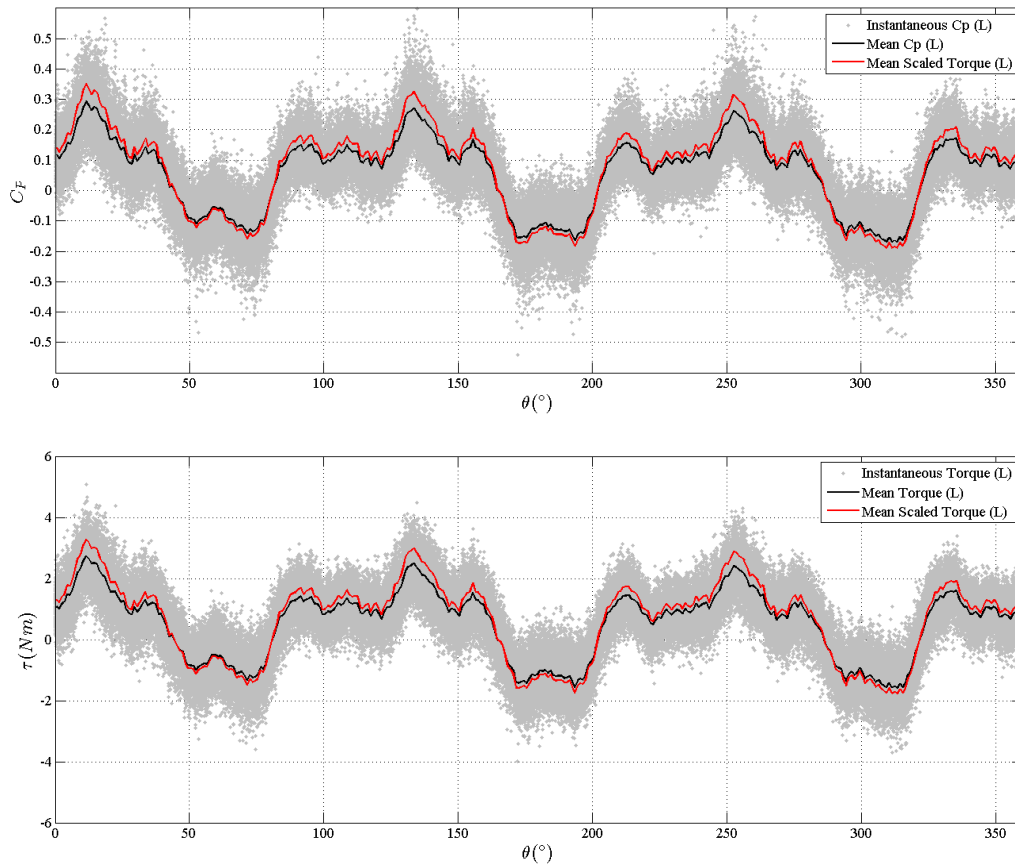 0.5
0.4
0.3
0.2
0.1
0
-0.1
-0.2
-0.3
-0.4
-0.5
C_P
Instantaneous Cp (L)
Mean Cp (L)
Mean Scaled Torque (L)
0 50 100 150 200 250 300 350
θ(°)
6
4
2
0
-2
-4
-6
τ(Nm)
Instantaneous Torque (L)
Mean Torque (L)
Mean Scaled Torque (L)
0 50 100 150 200 250 300 350
θ(°)